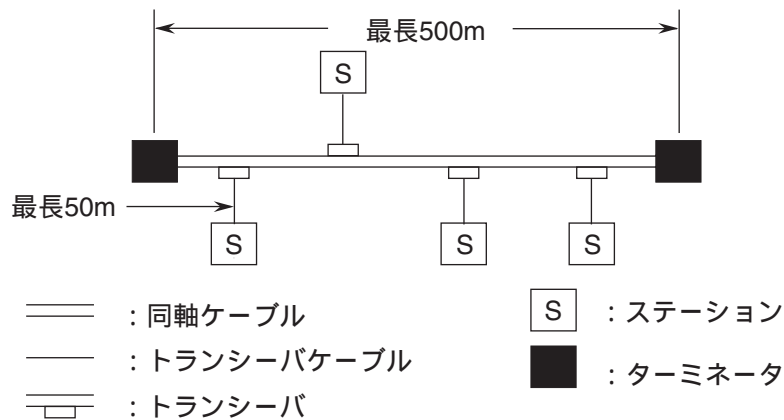 最長500m
S
最長50m
S
S
S
：同軸ケーブル
：トランシーバケーブル
：トランシーバ
S
：ステーション
：ターミネータ